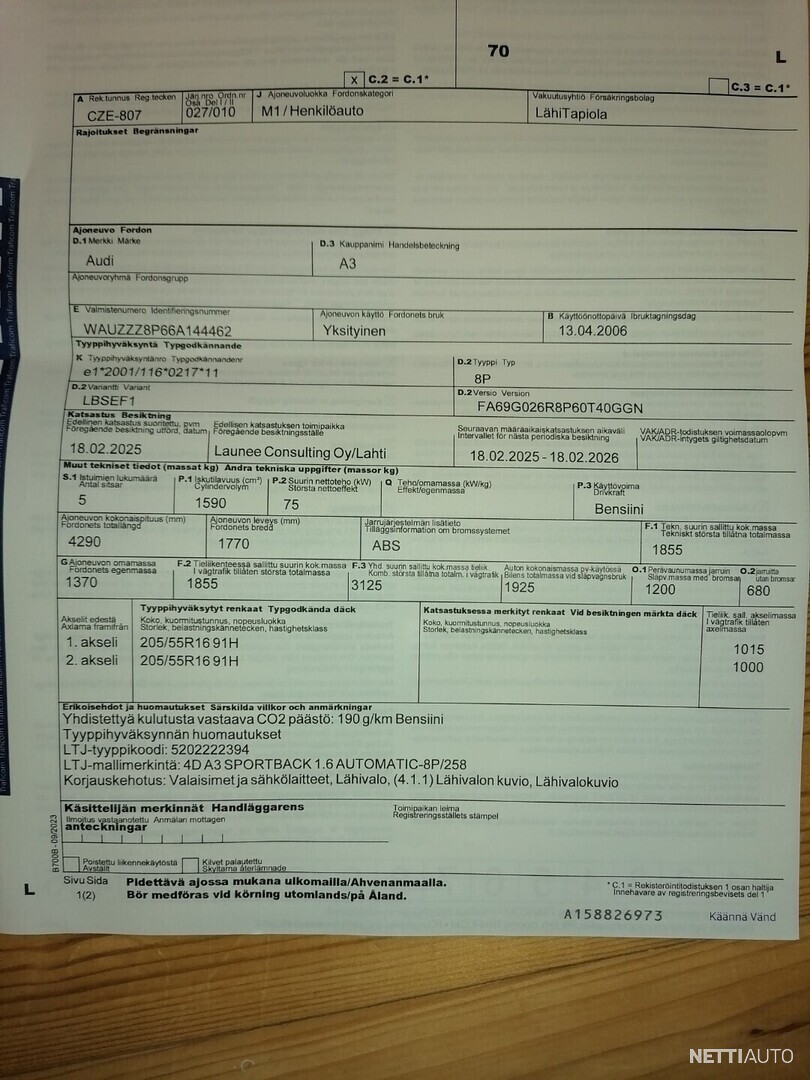 70
L
X C.2 = C.1*
C.3 = C.1*
A Rek.tunnus Reg.tecken
CZE-807
Järj.nro Ordn.nr
Osa Del I / II
027/010
J Ajoneuvoluokka Fordonskategori
M1/Henkilöauto
Vakuutusyhtiö Försäkringsbolag
LähiTapiola
Rajoitukset Begränsningar
Ajoneuvo Fordon
D.1 Merkki Märke
Audi
D.3 Kauppanimi Handelsbeteckning
A3
Ajoneuvoryhmä Fordonsgrupp
E Valmistenumero Identifieringsnummer
WAUZZZ8P66A144462
Ajoneuvon käyttö Fordonets bruk
Yksityinen
B Käyttöönottopäivä Ibruktagningsdag
13.04.2006
Tyyppihyväksyntä Typgodkännande
K Tyyppihyväksyntänro Typgodkännandenr
e1*2001/116*0217*11
D.2 Tyyppi Typ
8P
D.2 Variantti Variant
LBSEF1
D.2 Versio Version
FA69G026R8P60T40GGN
Katsastus Besiktning
Edellinen katsastus suoritettu, pvm
Föregående besiktning utförd, datum
18.02.2025
Edellisen katsastuksen toimipaikka
Föregående besiktningsställe
Launee Consulting Oy/Lahti
Seuraavan määräaikaiskatsastuksen aikaväli
Intervallet för nästa periodiska besiktning
18.02.2025 - 18.02.2026
VAK/ADR-todistuksen voimassaolopvm
VAK/ADR-intygets giltighetsdatum
Muut tekniset tiedot (massat kg) Andra tekniska uppgifter (massor kg)
S.1 Istuimien lukumäärä
Antal sitsar
5
P.1 Iskutilavuus (cm³)
Cylindervolym
1590
P.2 Suurin nettoteho (kW)
Största nettoeffekt
75
Q Teho/omamassa (kW/kg)
Effekt/egenmassa
P.3 Käyttövoima
Drivkraft
Bensiini
Ajoneuvon kokonaispituus (mm)
Fordonets totallängd
4290
Ajoneuvon leveys (mm)
Fordonets bredd
1770
Jarrujärjestelmän lisätieto
Tilläggsinformation om bromssystemet
ABS
F.1 Tekn. suurin sallittu kok.massa
Tekniskt största tillåtna totalmassa
1855
G Ajoneuvon omamassa
Fordonets egenmassa
1370
F.2 Tieliikenteessä sallittu suurin kok.massa
I vägtrafik tillåten största totalmassa
1855
F.3 Yhd. suurin sallittu kok.massa tieliik
Komb. största tillåtna totalm. i vägtrafik
3125
Auton kokonaismassa pv-käytössä
Bilens totalmassa vid släpvagnsbruk
1925
O.1 Perävaunumassa jarruin
Släpv.massa med bromsar
1200
O.2 jarruitta
utan bromsar
680
Akselit edestä
Axlarna framifrån
Tyyppihyväksytyt renkaat Typgodkända däck
Koko, kuormitustunnus, nopeusluokka
Storlek, belastningskännetecken, hastighetsklass
Katsastuksessa merkityt renkaat Vid besiktningen märkta däck
Koko, kuormitustunnus, nopeusluokka
Storlek, belastningskännetecken, hastighetsklass
Tieliik. sall. akselimassa
I vägtrafik tillåten
axelmassa
1. akseli 205/55R16 91H 1015
2. akseli 205/55R16 91H 1000
Erikoisehdot ja huomautukset Särskilda villkor och anmärkningar
Yhdistettyä kulutusta vastaava CO2 päästö: 190 g/km Bensiini
Tyyppihyväksynnän huomautukset
LTJ-tyyppikoodi: 5202222394
LTJ-mallimerkintä: 4D A3 SPORTBACK 1.6 AUTOMATIC-8P/258
Korjauskehotus: Valaisimet ja sähkölaitteet, Lähivalo, (4.1.1) Lähivalon kuvio, Lähivalokuvio
Käsittelijän merkinnät Handläggarens
anteckningar
Ilmoitus vastaanotettu Anmälan mottagen
Toimipaikan leima
Registreringsställets stämpel
Poistettu liikennekäytöstä
Avställt
Kilvet palautettu
Skyltarna återlämnade
B700B - 09/2023
L
Sivu Sida
1(2)
Pidettävä ajossa mukana ulkomailla/Ahvenanmaalla.
Bör medföras vid körning utomlands/på Åland.
* C.1 = Rekisteröintitodistuksen 1 osan haltija
Innehavare av registreringsbevisets del 1
A158826973
Käännä Vänd
NETTIAUTO